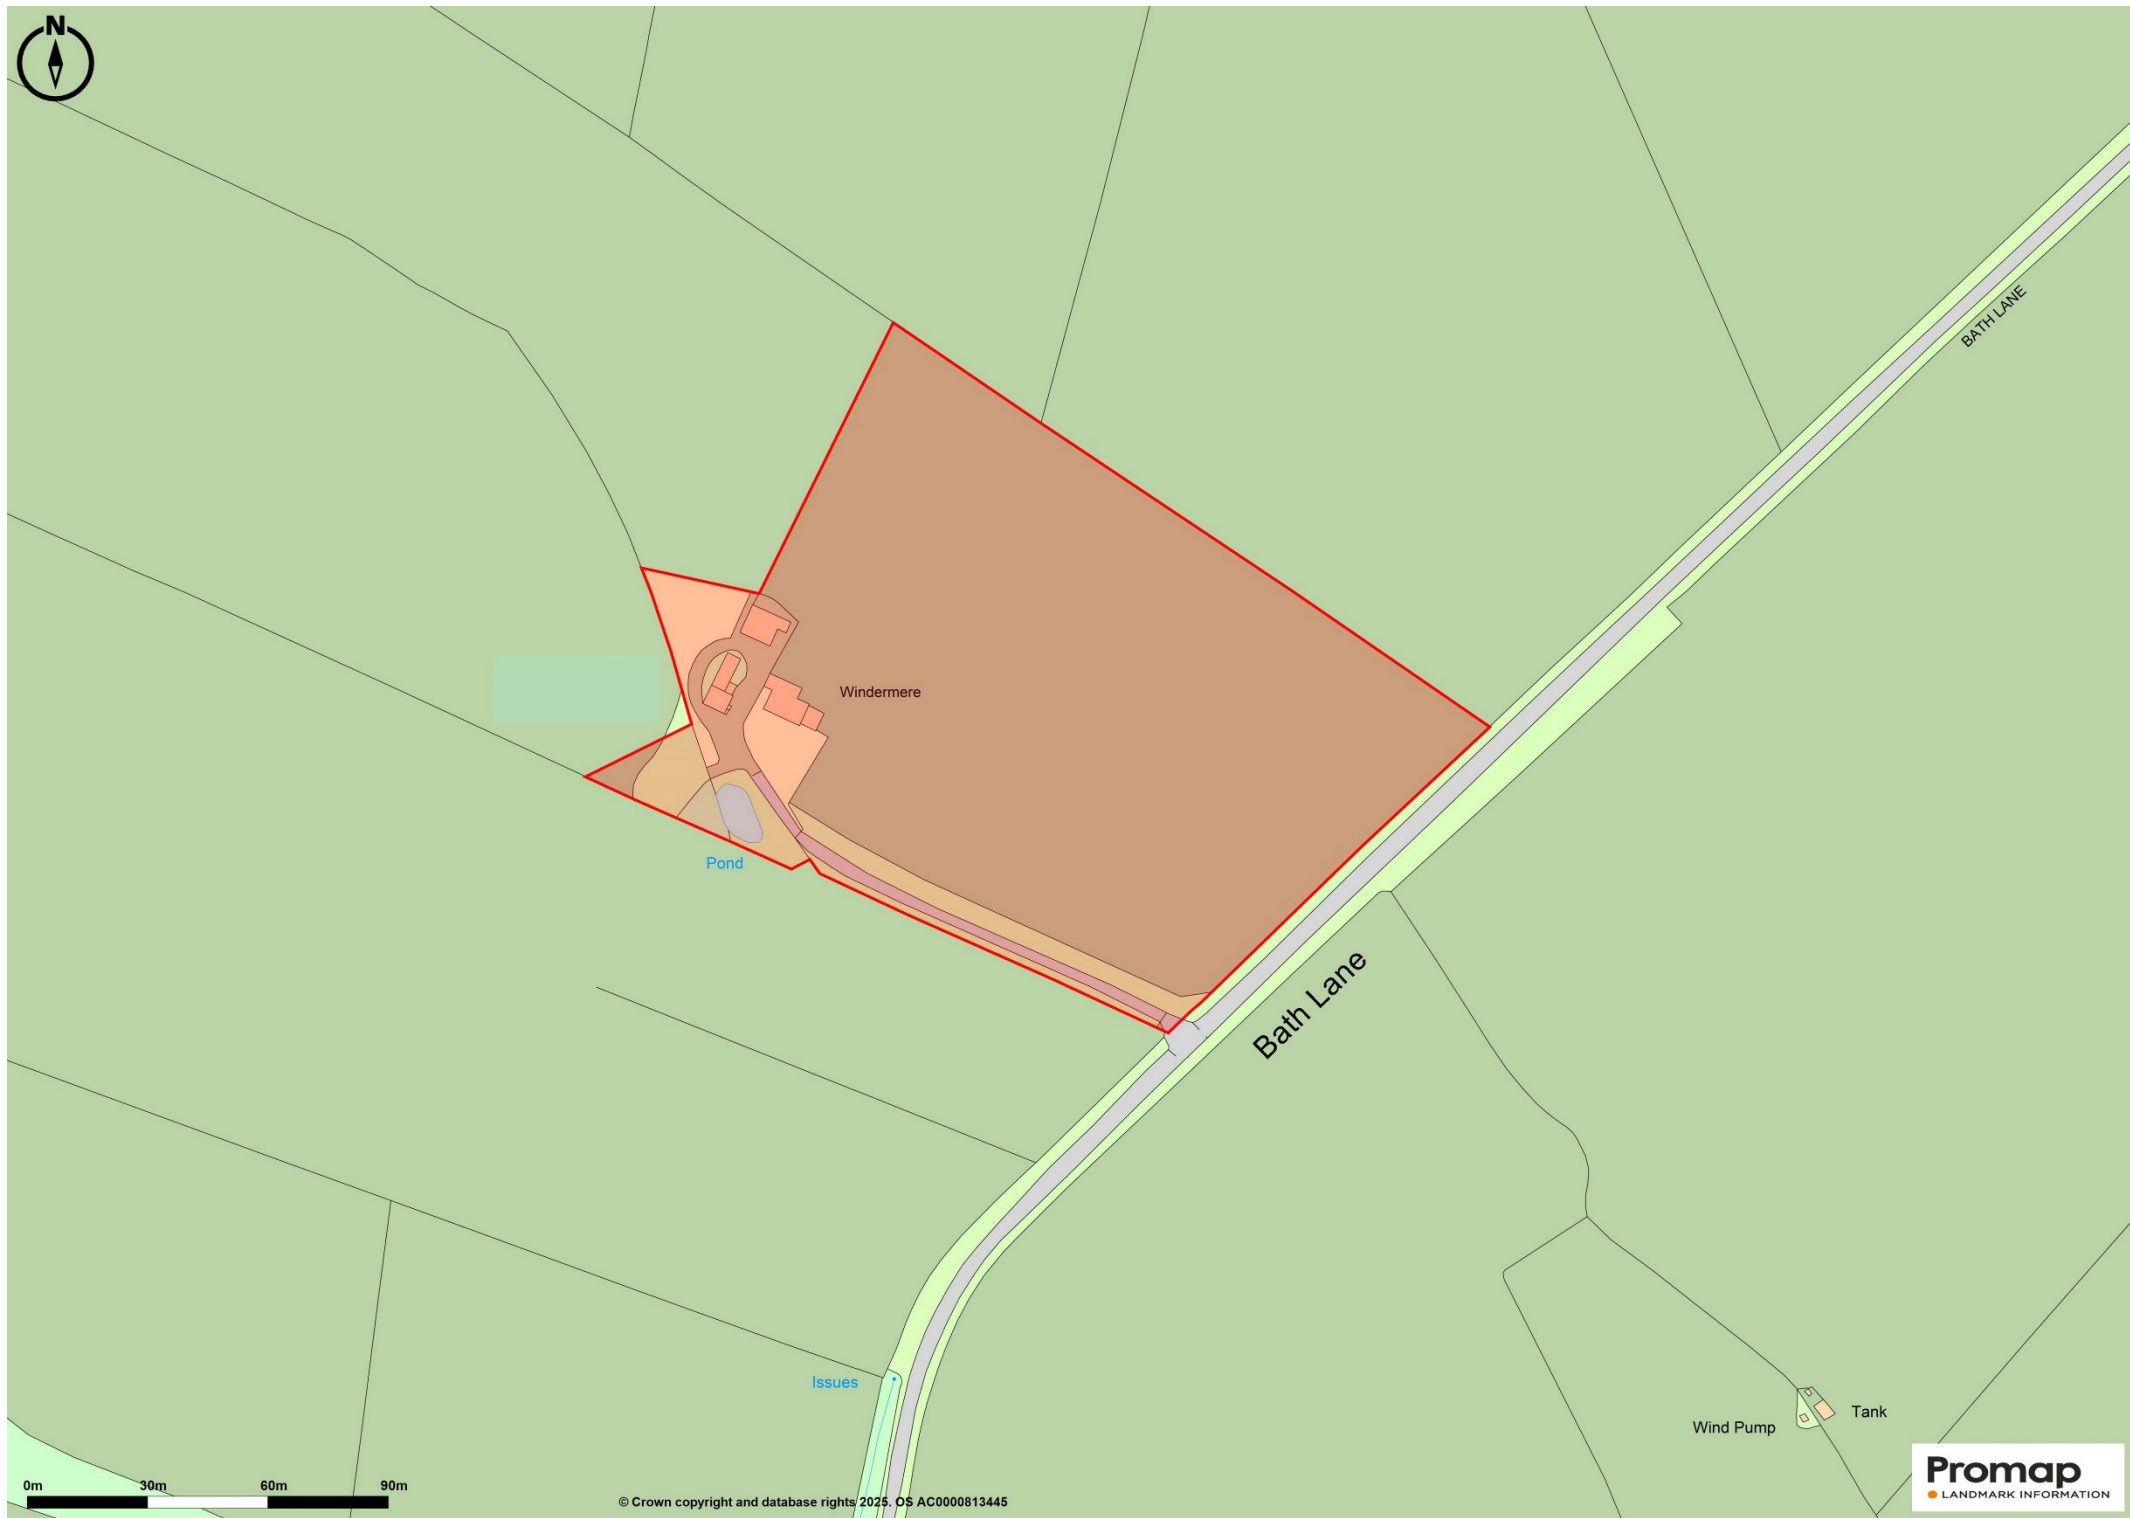 N
BATH LANE
Windermere
Pond
Bath Lane
Issues
Tank
Wind Pump
0m 30m 60m 90m
© Crown copyright and database rights 2025. OS AC0000813445
Promap
LANDMARK INFORMATION